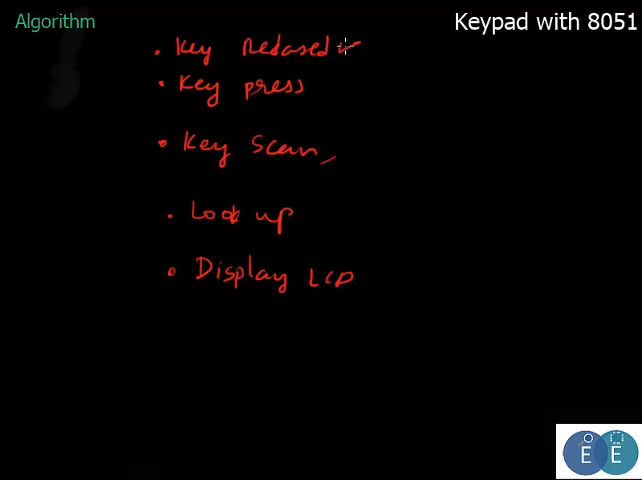 Algorithm
Keypad with 8051
. Key Released ✓
. Key press
. Key Scan,
. Look up
. Display LCD
E E